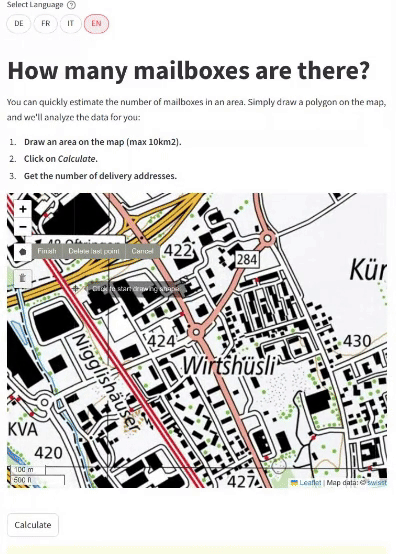 Select Language
DE FR IT EN
How many mailboxes are there?
You can quickly estimate the number of mailboxes in an area. Simply draw a polygon on the map,
and we'll analyze the data for you:
1. Draw an area on the map (max 10km2).
2. Click on Calculate.
3. Get the number of delivery addresses.
+
−
Finish Delete last point Cancel
422
284
Kür
Click to start drawing shape.
424
Wirtshüsli
430
Niggishäuser
KVA
420
100 m
500 ft
427
Leaflet | Map data: © swisst
Calculate